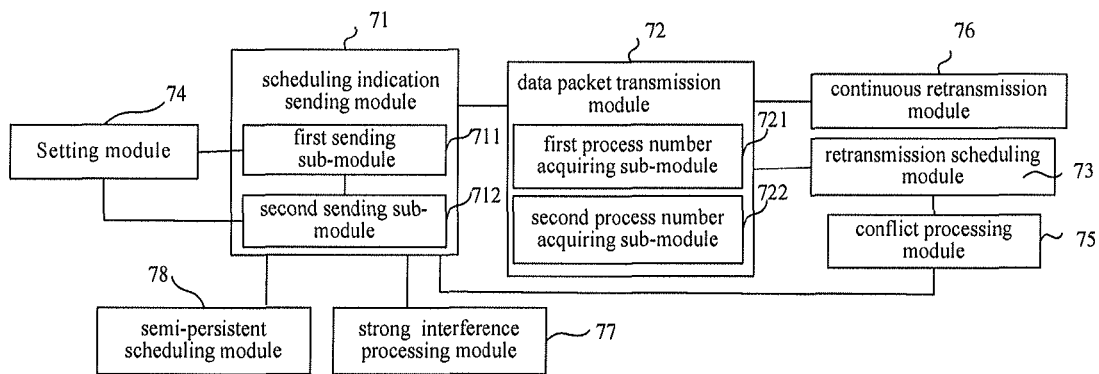 71
scheduling indication
sending module
first sending
sub-module
711
second sending sub-
module
712
72
data packet transmission
module
first process number
acquiring sub-module
721
second process number
acquiring sub-module
722
76
continuous retransmission
module
retransmission scheduling
module
73
conflict processing
module
75
74
Setting module
78
semi-persistent
scheduling module
strong interference
processing module
77